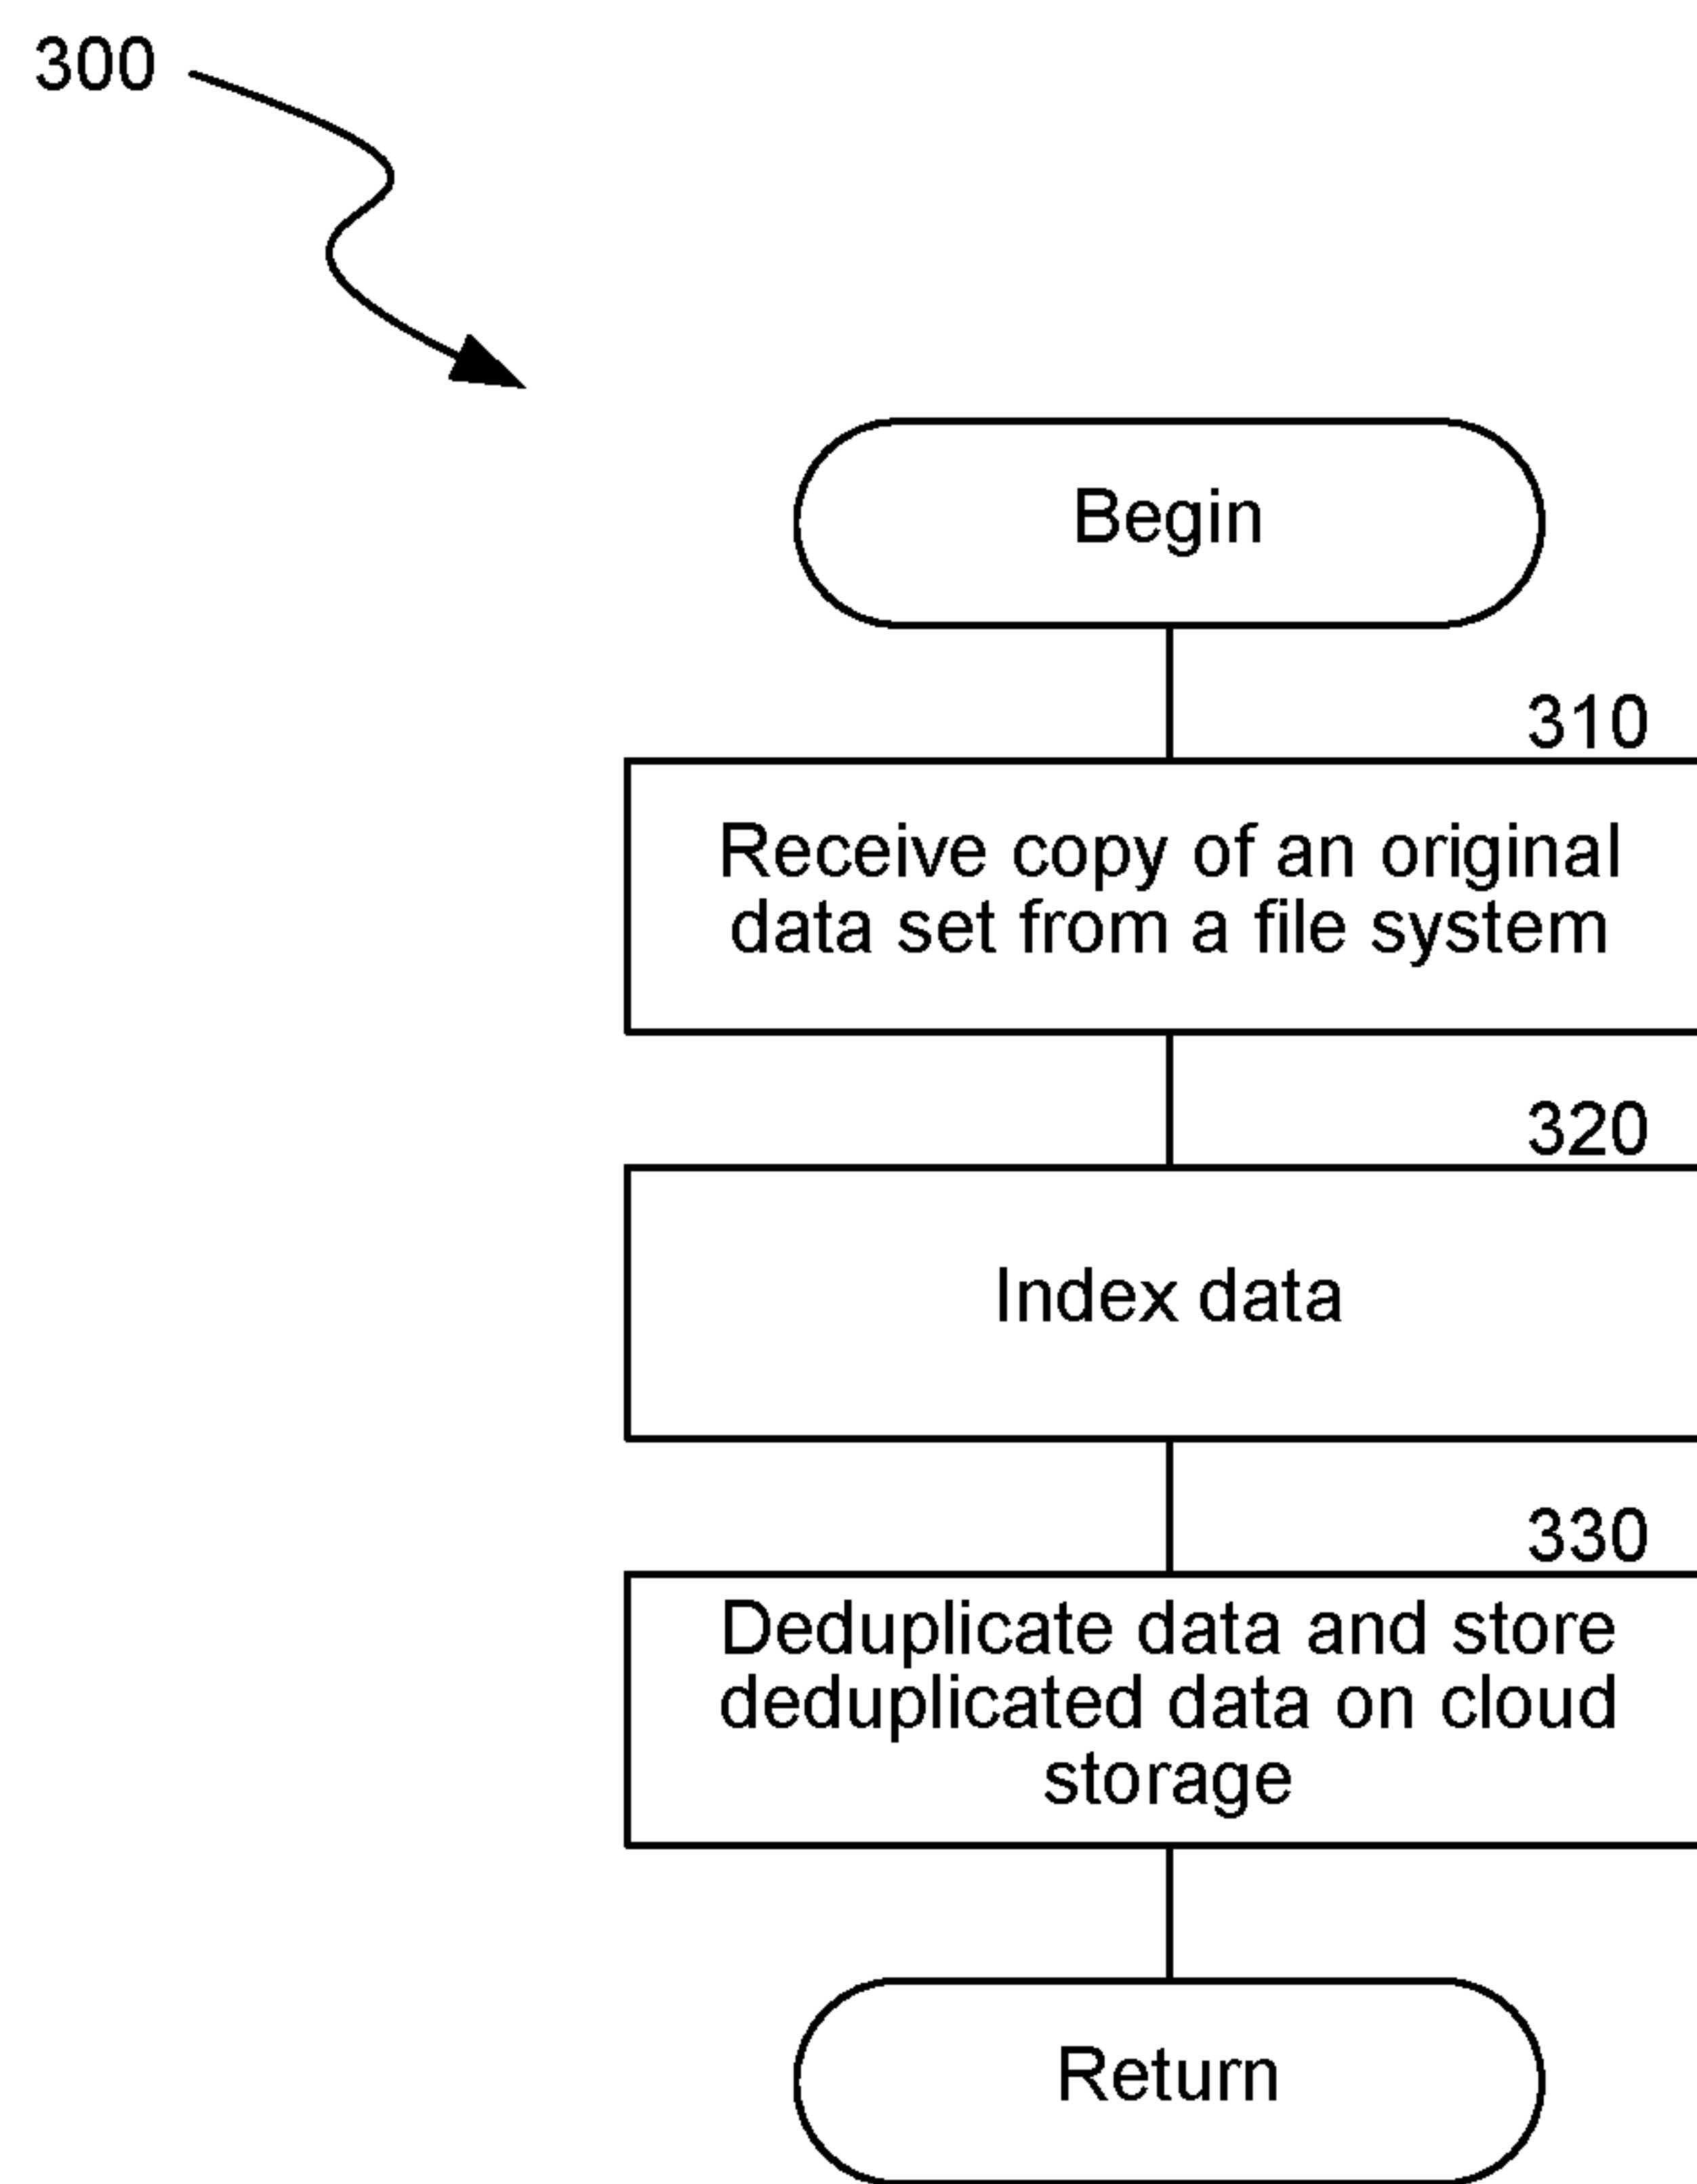 300
Begin
310
Receive copy of an original
data set from a file system
320
Index data
330
Deduplicate data and store
deduplicated data on cloud
storage
Return